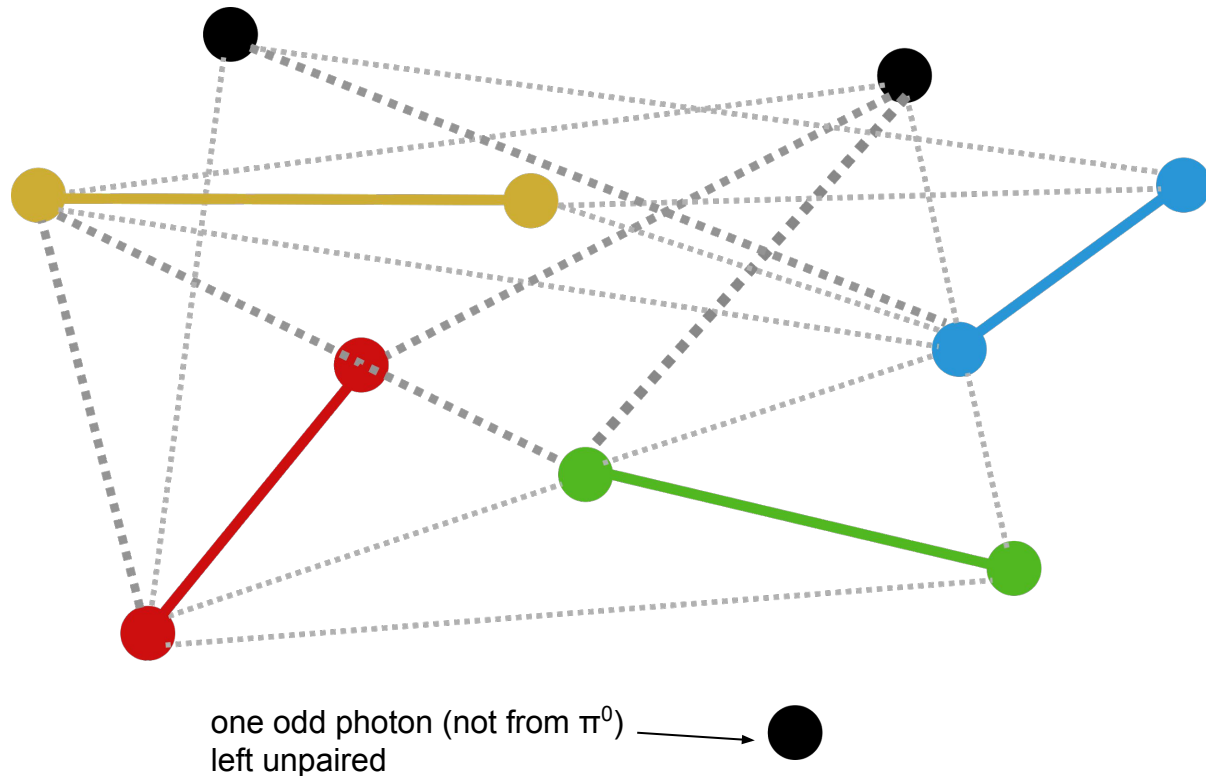 one odd photon (not from π⁰)
left unpaired